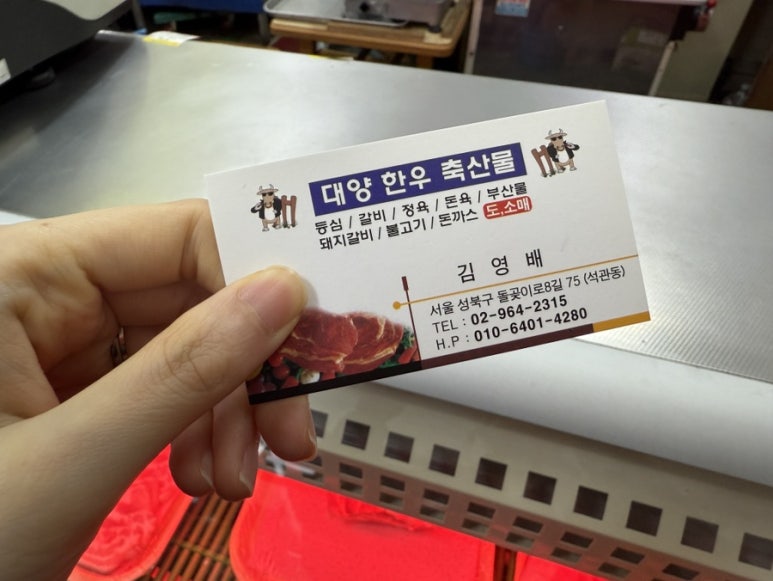 대양 한우 축산물
등심 / 갈비 / 정육 / 돈육 / 부산물
돼지갈비 / 불고기 / 돈까스 도,소매
김 영 배
서울 성북구 돌곶이로8길 75 (석관동)
TEL : 02-964-2315
H.P : 010-6401-4280